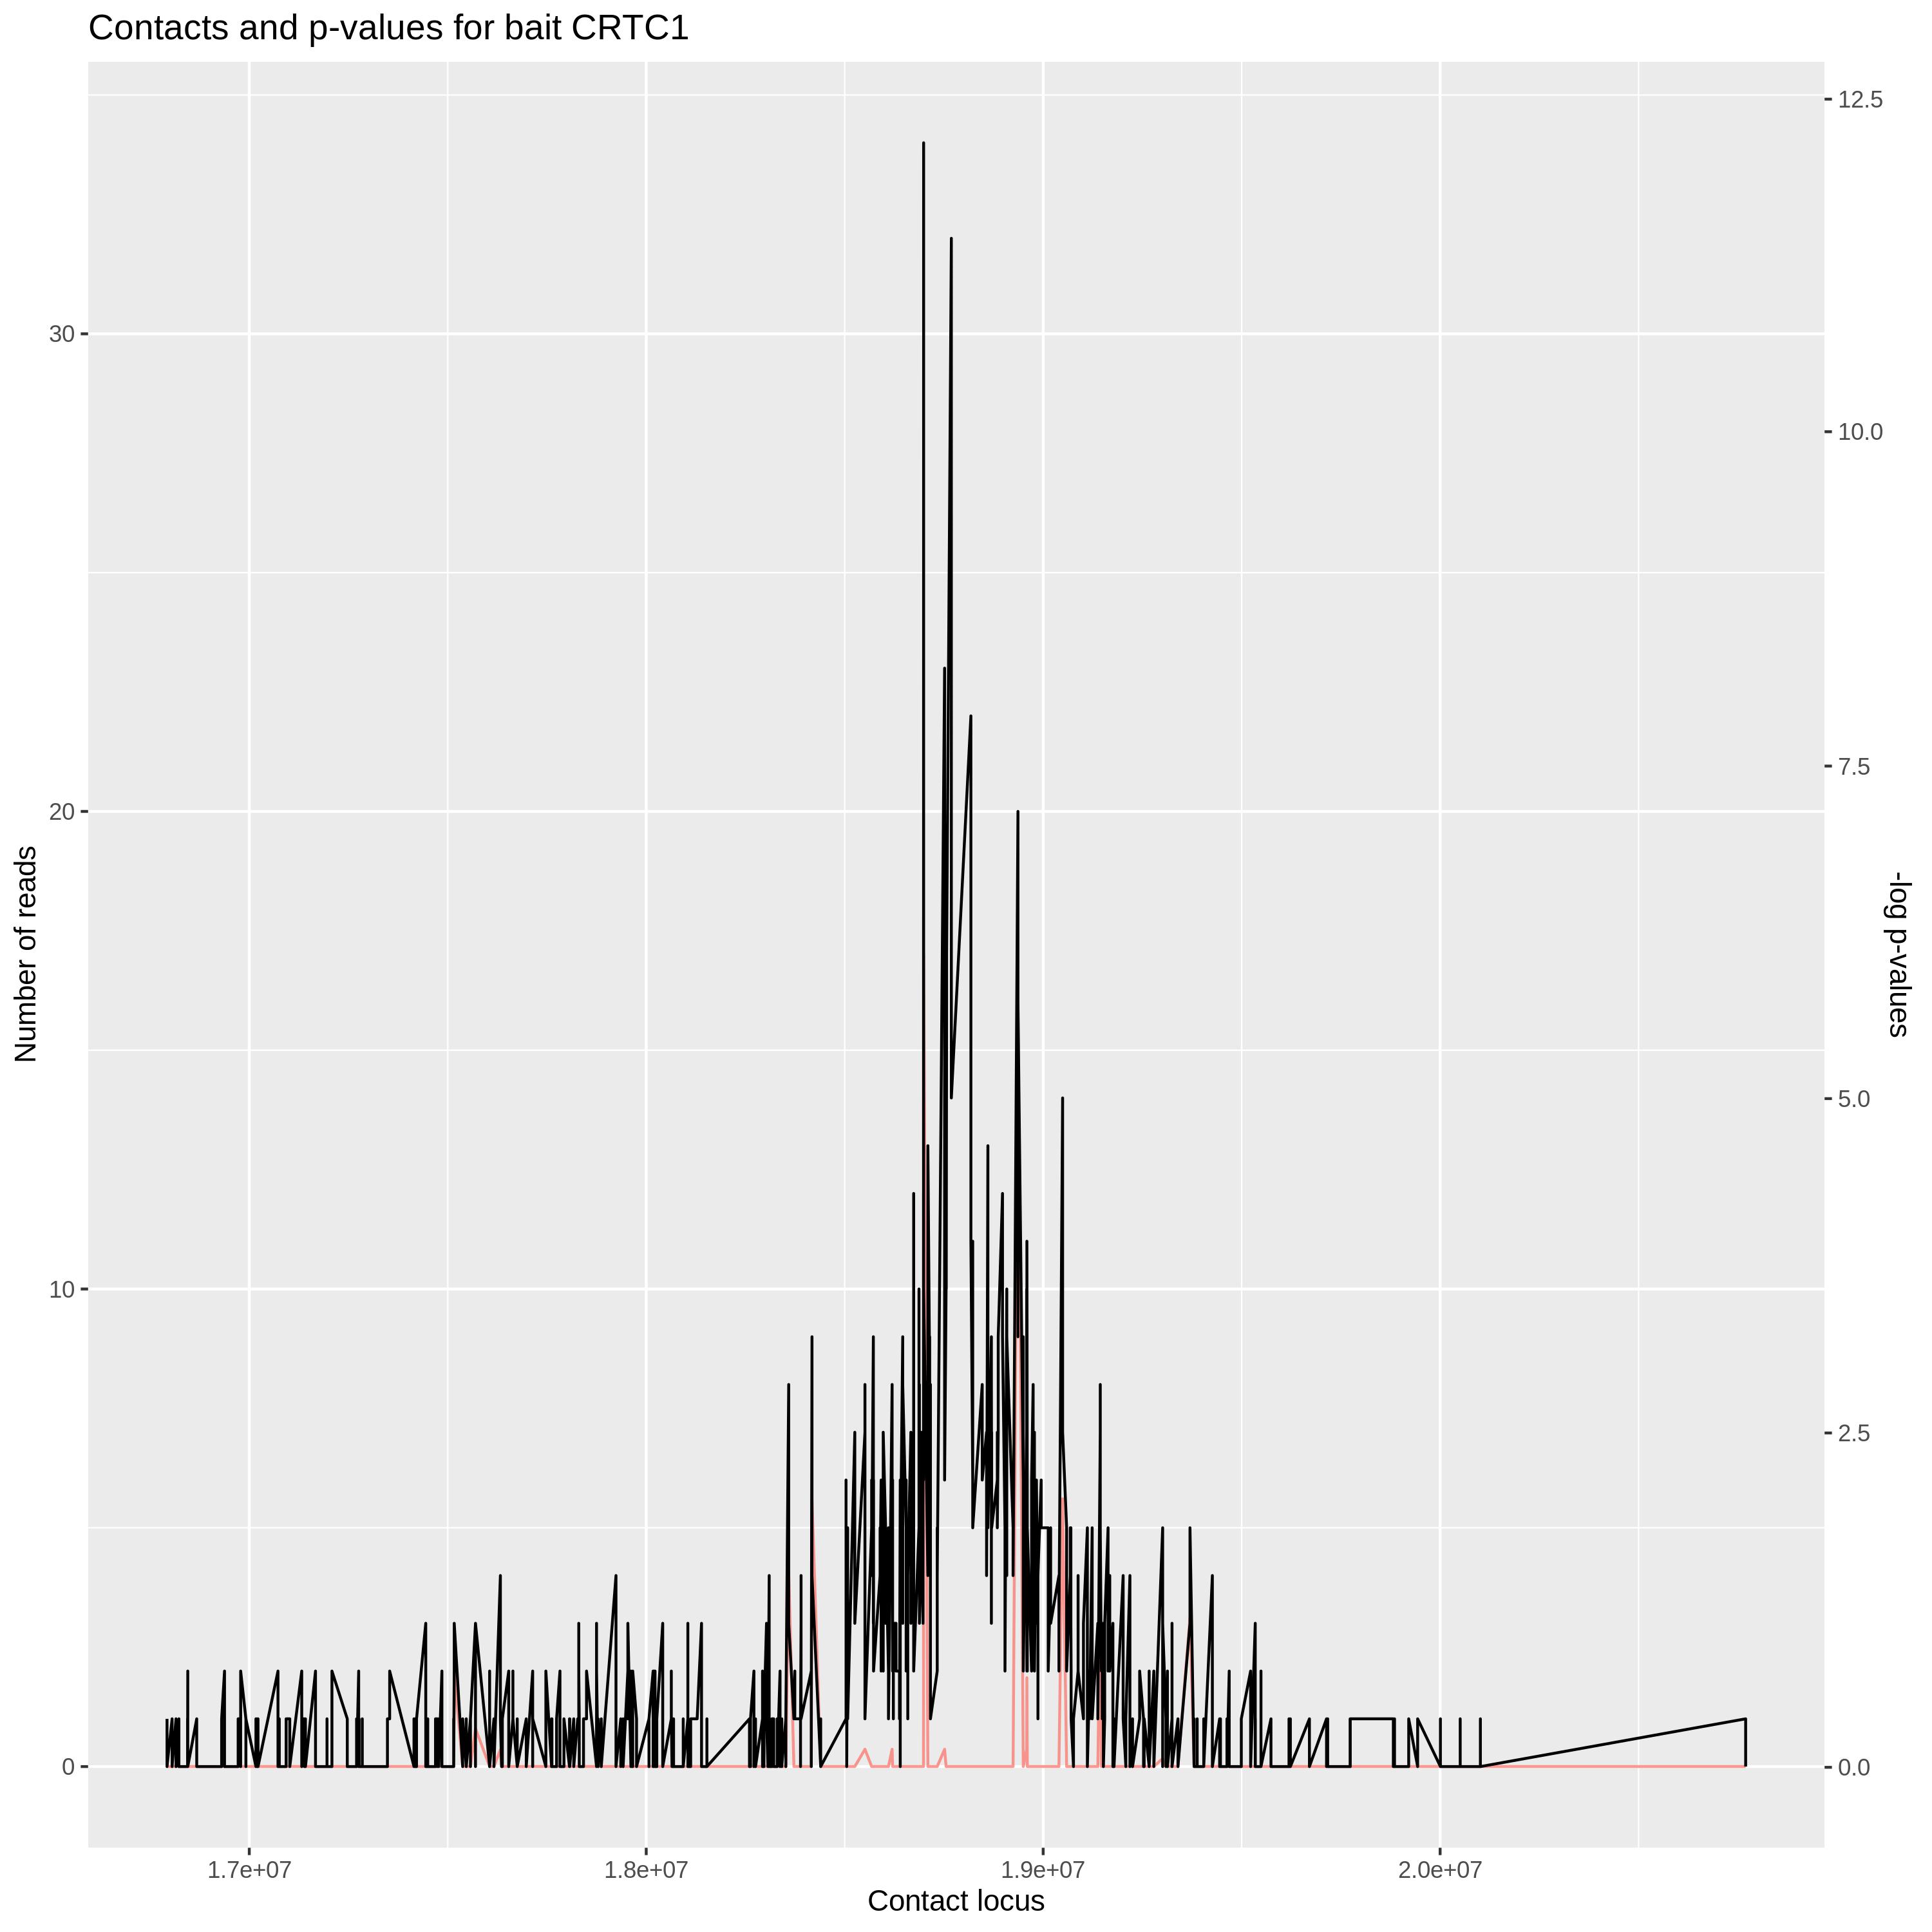 Contacts and p-values for bait CRTC1
12.5
10.0
30
7.5
20
Number of reads
-log p-values
5.0
10
2.5
0
0.0
1.7e+07 1.8e+07 1.9e+07 2.0e+07
Contact locus